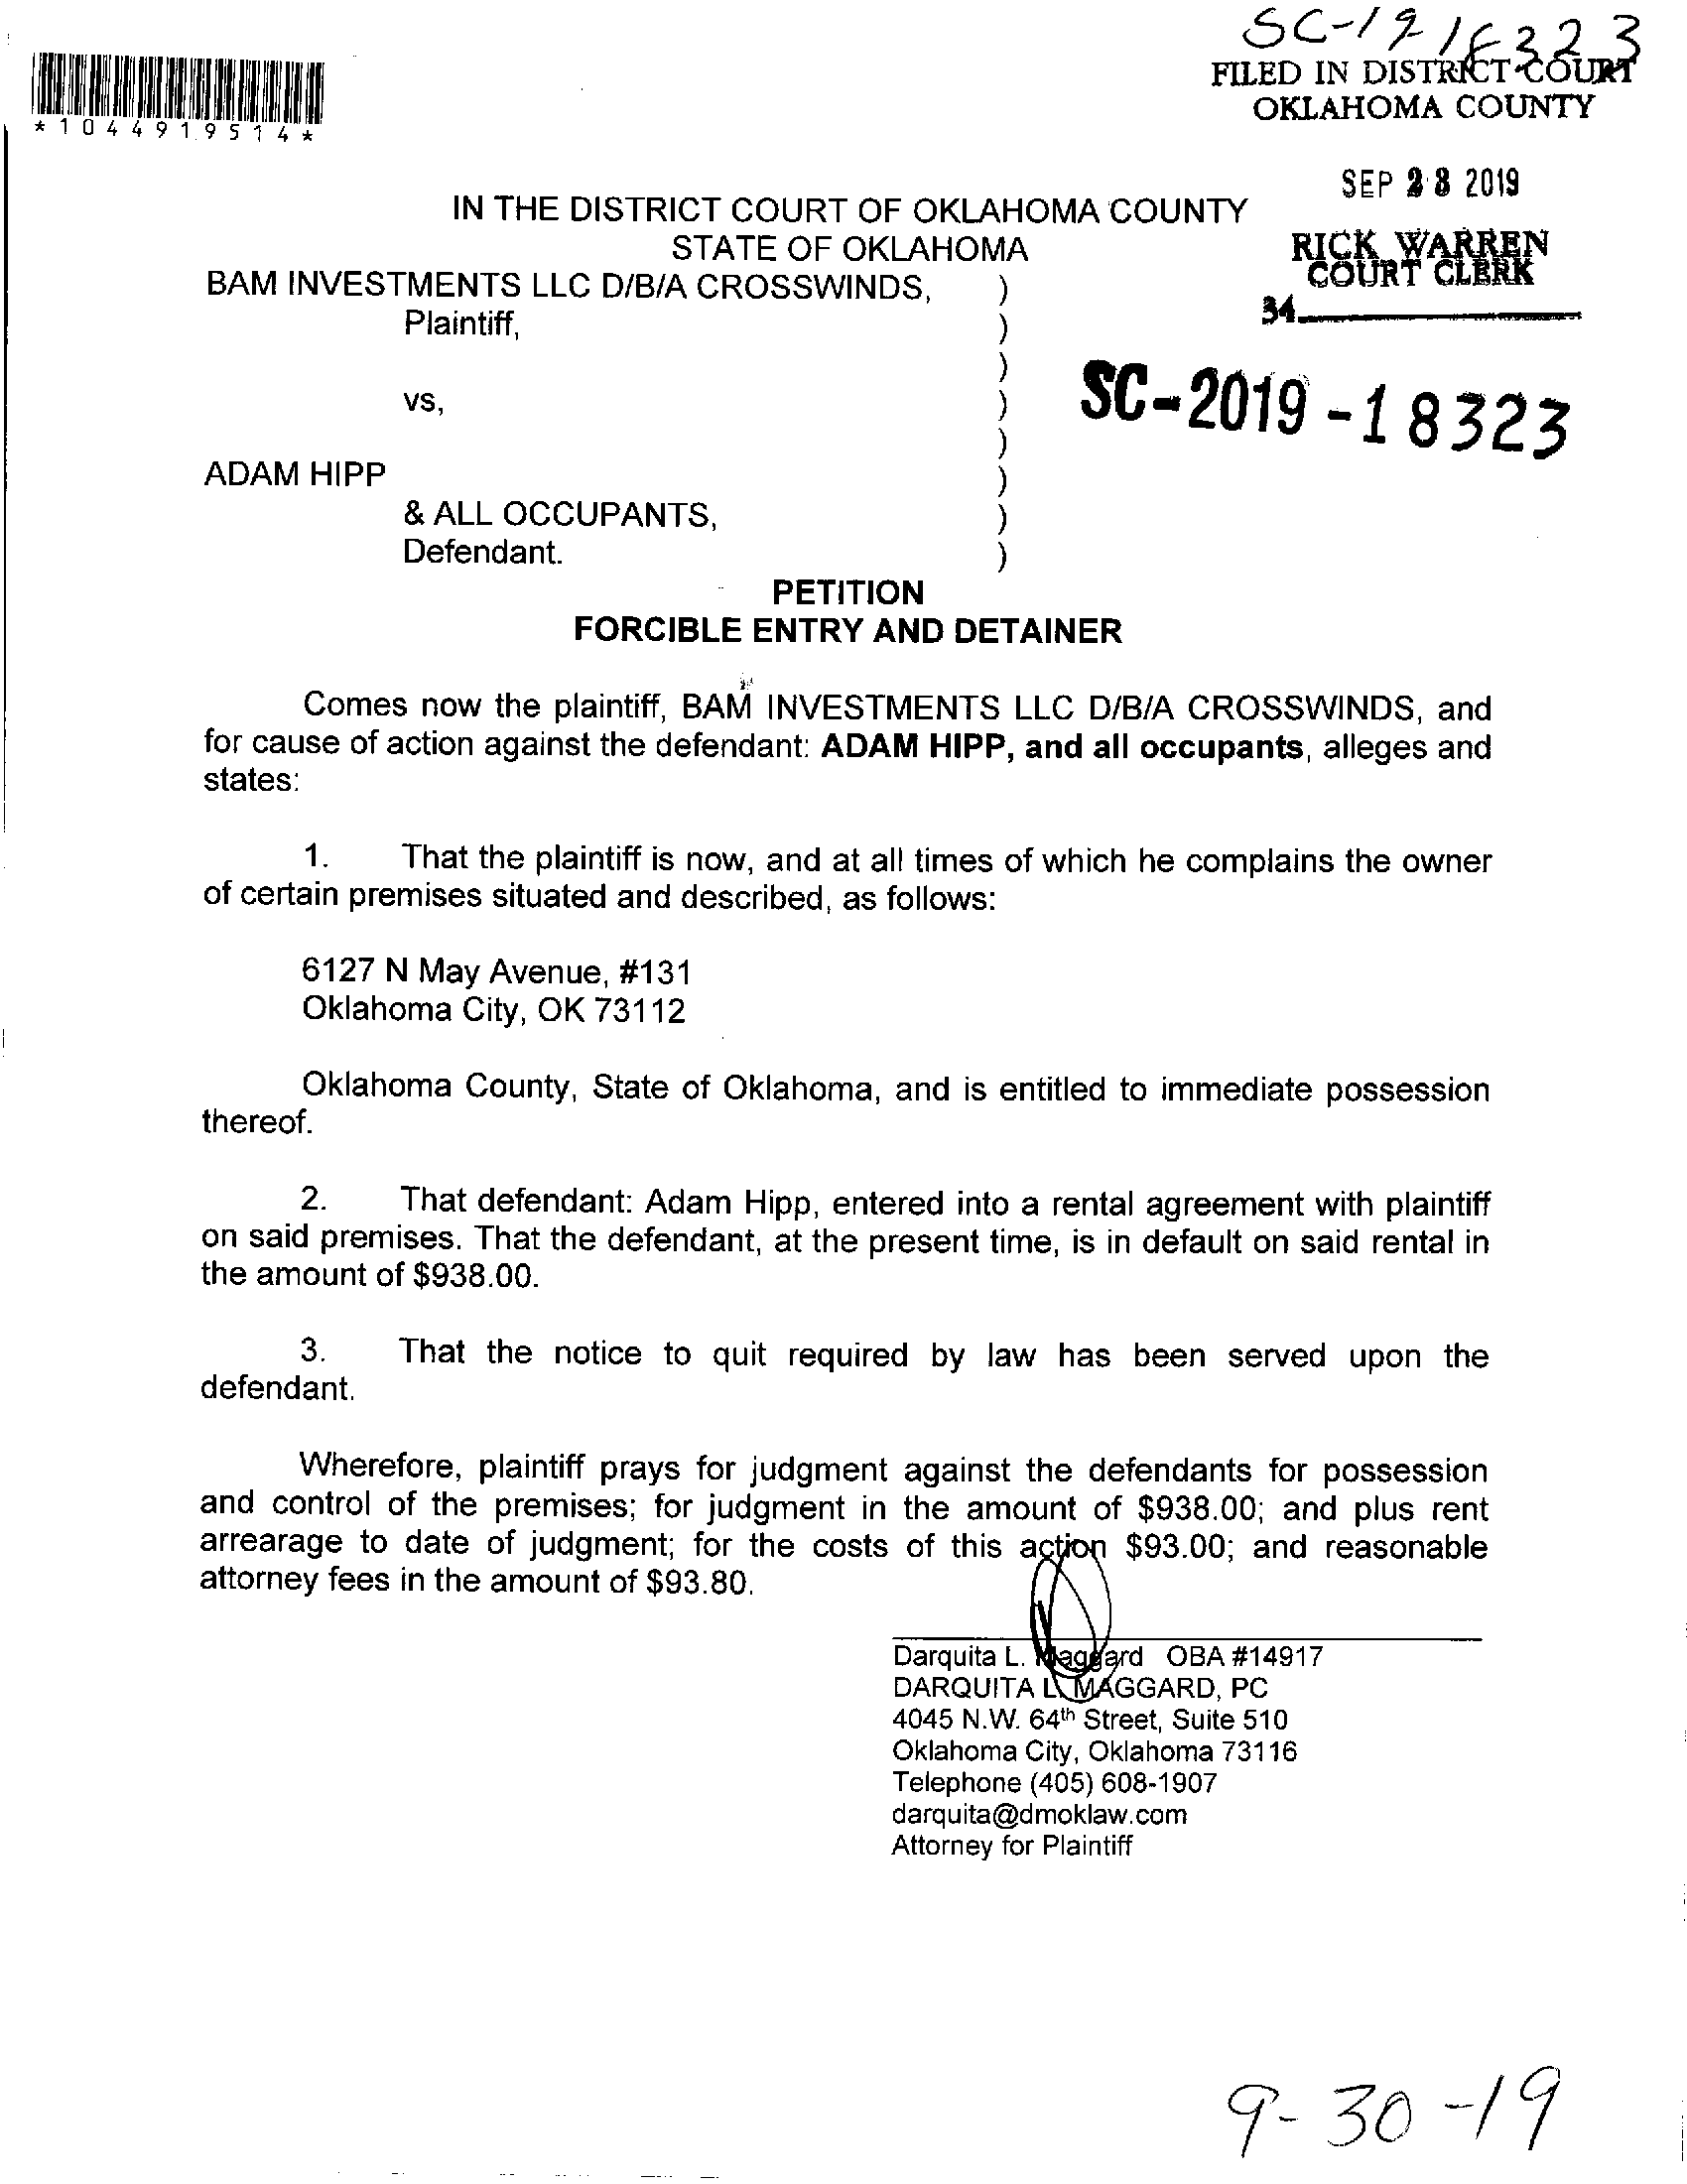 SC-19 18323
FILED IN DISTRICT COURT
OKLAHOMA COUNTY
*1044919514*
SEP 28 2019
IN THE DISTRICT COURT OF OKLAHOMA COUNTY
STATE OF OKLAHOMA
RICK WARREN
COURT CLERK
34
BAM INVESTMENTS LLC D/B/A CROSSWINDS, )
Plaintiff, )
)
vs, )
)
SC-2019-18323
ADAM HIPP )
& ALL OCCUPANTS, )
Defendant. )
PETITION
FORCIBLE ENTRY AND DETAINER
Comes now the plaintiff, BAM INVESTMENTS LLC D/B/A CROSSWINDS, and
for cause of action against the defendant: ADAM HIPP, and all occupants, alleges and
states:
1. That the plaintiff is now, and at all times of which he complains the owner
of certain premises situated and described, as follows:
6127 N May Avenue, #131
Oklahoma City, OK 73112
Oklahoma County, State of Oklahoma, and is entitled to immediate possession
thereof.
2. That defendant: Adam Hipp, entered into a rental agreement with plaintiff
on said premises. That the defendant, at the present time, is in default on said rental in
the amount of $938.00.
3. That the notice to quit required by law has been served upon the
defendant.
Wherefore, plaintiff prays for judgment against the defendants for possession
and control of the premises; for judgment in the amount of $938.00; and plus rent
arrearage to date of judgment; for the costs of this action $93.00; and reasonable
attorney fees in the amount of $93.80.
Darquita L. Maggard OBA #14917
DARQUITA L. MAGGARD, PC
4045 N.W. 64th Street, Suite 510
Oklahoma City, Oklahoma 73116
Telephone (405) 608-1907
darquita@dmoklaw.com
Attorney for Plaintiff
9-30-19